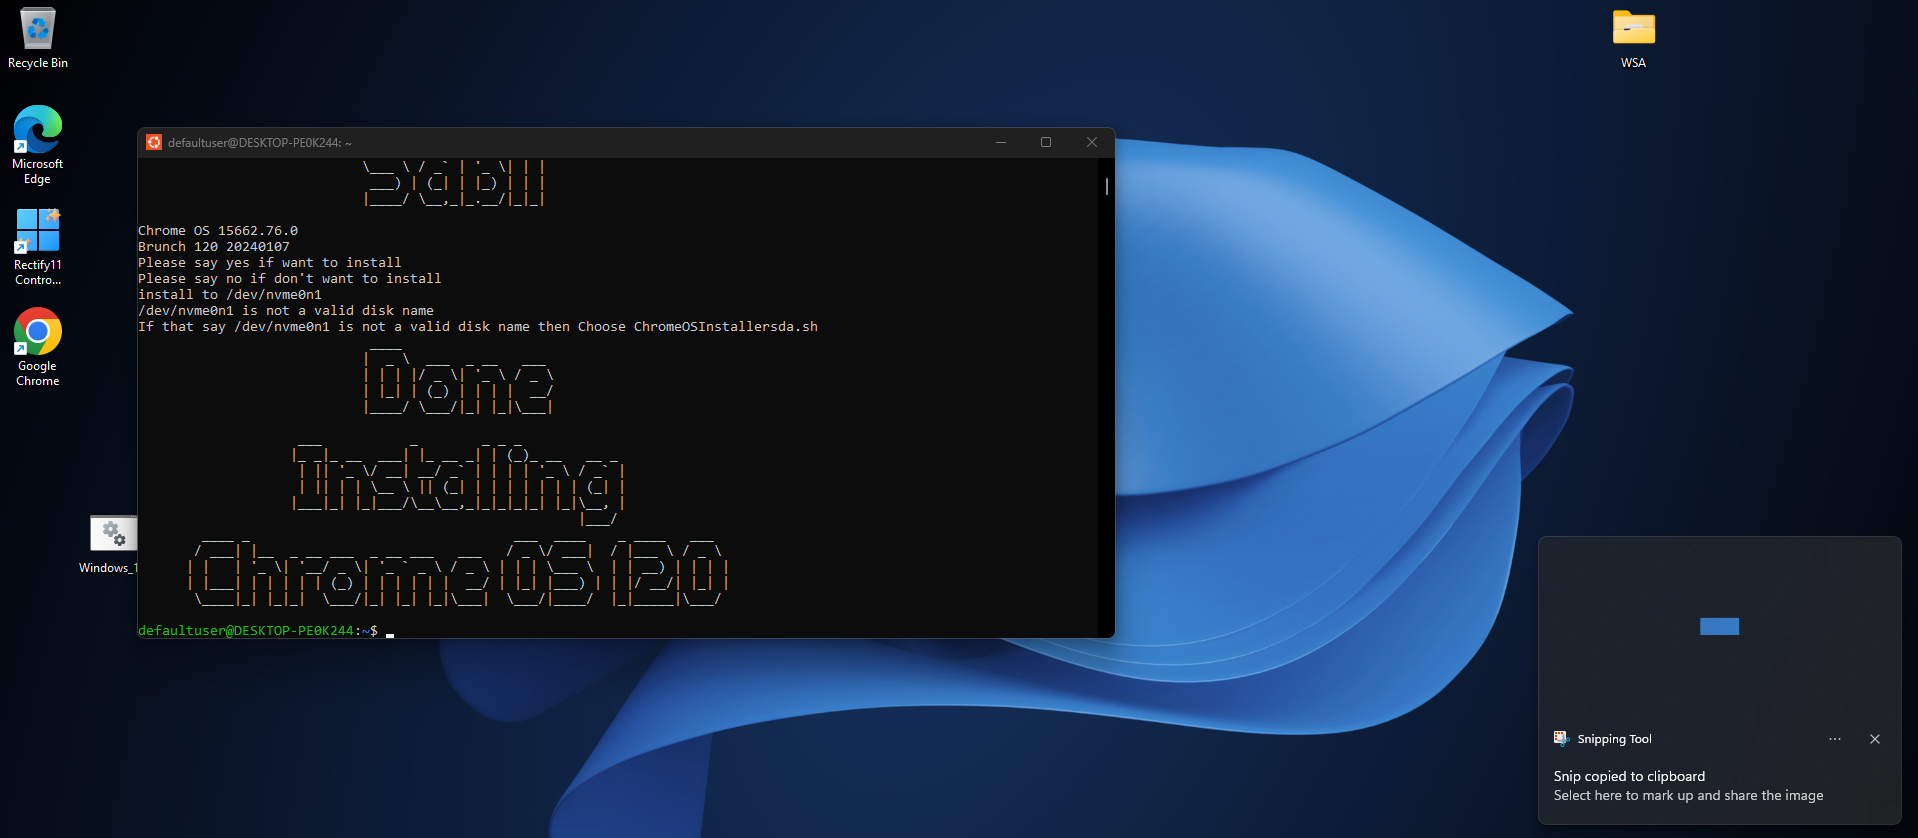 Recycle Bin
Microsoft
Edge
Rectify11
Contro...
Google
Chrome
Windows_1
WSA
defaultuser@DESKTOP-PE0K244: ~
Sabil
Chrome OS 15662.76.0
Brunch 120 20240107
Please say yes if want to install
Please say no if don't want to install
install to /dev/nvme0n1
/dev/nvme0n1 is not a valid disk name
If that say /dev/nvme0n1 is not a valid disk name then Choose ChromeOSInstallersda.sh
Done
Installing
ChromeOS 120
defaultuser@DESKTOP-PE0K244:~$
Snipping Tool
Snip copied to clipboard
Select here to mark up and share the image